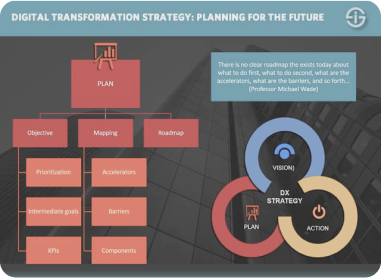 DIGITAL TRANSFORMATION STRATEGY: PLANNING FOR THE FUTURE
PLAN
There is no clear roadmap the exists today about
what to do first, what to do second, what are the
accelerators, what are the barriers, and so forth...
(Professor Michael Wade)
Objective
Mapping
Roadmap
Prioritization
Accelerators
Intermediate goals
Barriers
KPIs
Components
VISION)
DX
STRATEGY
PLAN
ACTION